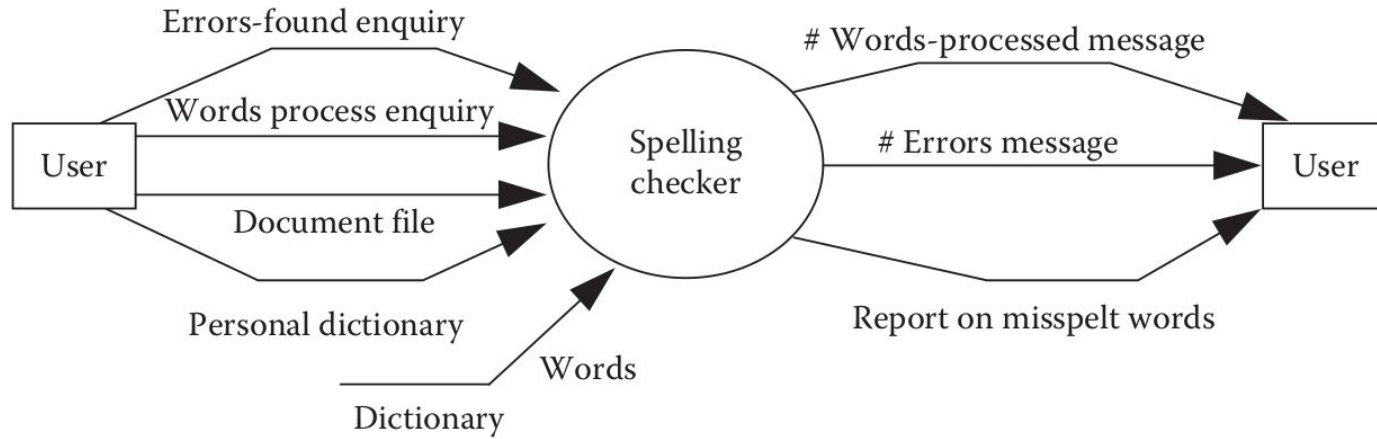 Errors-found enquiry
# Words-processed message
Words process enquiry
User
Spelling
checker
# Errors message
User
Document file
Personal dictionary
Report on misspelt words
Words
Dictionary